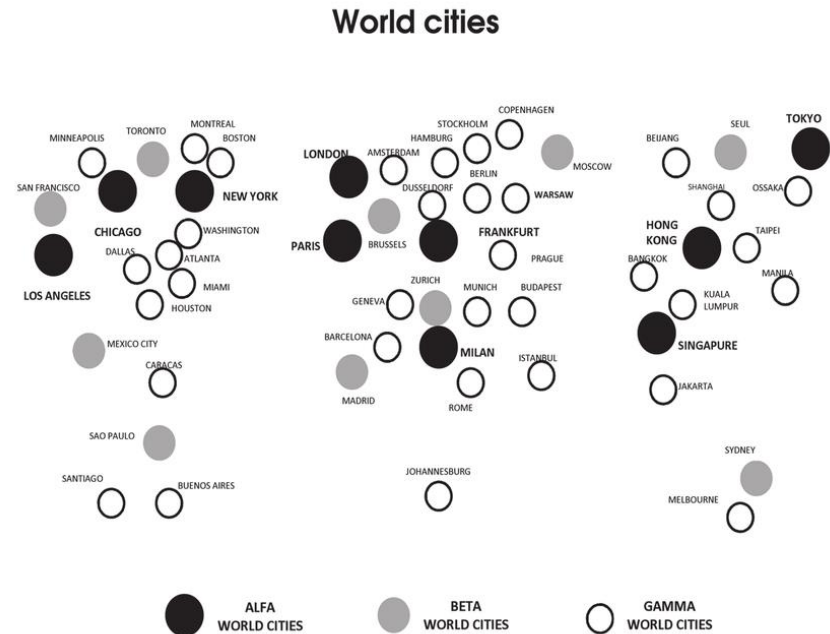 World cities
MONTREAL
TORONTO
MINNEAPOLIS
BOSTON
SAN FRANCISCO
NEW YORK
CHICAGO
WASHINGTON
DALLAS
ATLANTA
MIAMI
LOS ANGELES
HOUSTON
MEXICO CITY
CARACAS
SAO PAULO
SANTIAGO
BUENOS AIRES
COPENHAGEN
STOCKHOLM
HAMBURG
LONDON
AMSTERDAM
MOSCOW
BERLIN
DUSSELDORF
WARSAW
PARIS
BRUSSELS
FRANKFURT
PRAGUE
ZURICH
MUNICH
BUDAPEST
GENEVA
BARCELONA
MILAN
ISTANBUL
MADRID
ROME
JOHANNESBURG
TOKYO
SEUL
BEIJANG
SHANGHAI
OSSAKA
HONG
KONG
TAIPEI
BANGKOK
MANILA
KUALA
LUMPUR
SINGAPURE
JAKARTA
SYDNEY
MELBOURNE
ALFA
WORLD CITIES
BETA
WORLD CITIES
GAMMA
WORLD CITIES